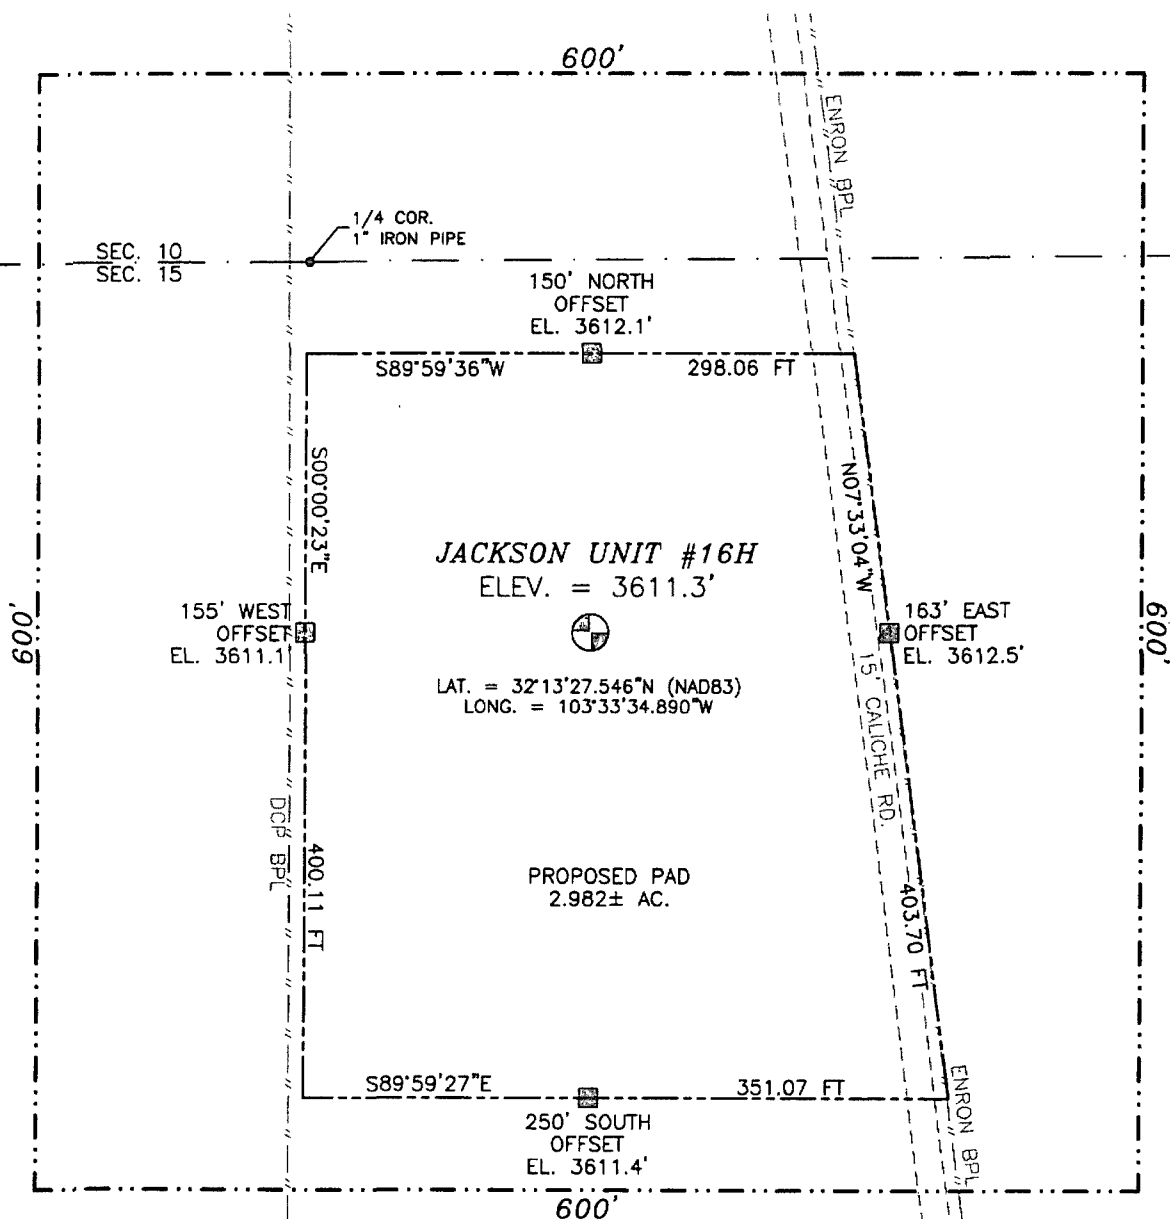 600'
ENRON BPL
1/4 COR.
1" IRON PIPE
SEC. 10
SEC. 15
150' NORTH
OFFSET
EL. 3612.1'
S89°59'36"W
298.06 FT
S00°00'23"E
N07°33'04"W
JACKSON UNIT #16H
ELEV. = 3611.3'
600'
155' WEST
OFFSET
EL. 3611.1'
163' EAST
OFFSET
EL. 3612.5'
600'
LAT. = 32°13'27.546"N (NAD83)
LONG. = 103°33'34.890"W
15' CALICHE RD.
DCP BPL
400.11 FT
PROPOSED PAD
2.982± AC.
403.70 FT
S89°59'27"E
351.07 FT
ENRON BPL
250' SOUTH
OFFSET
EL. 3611.4'
600'